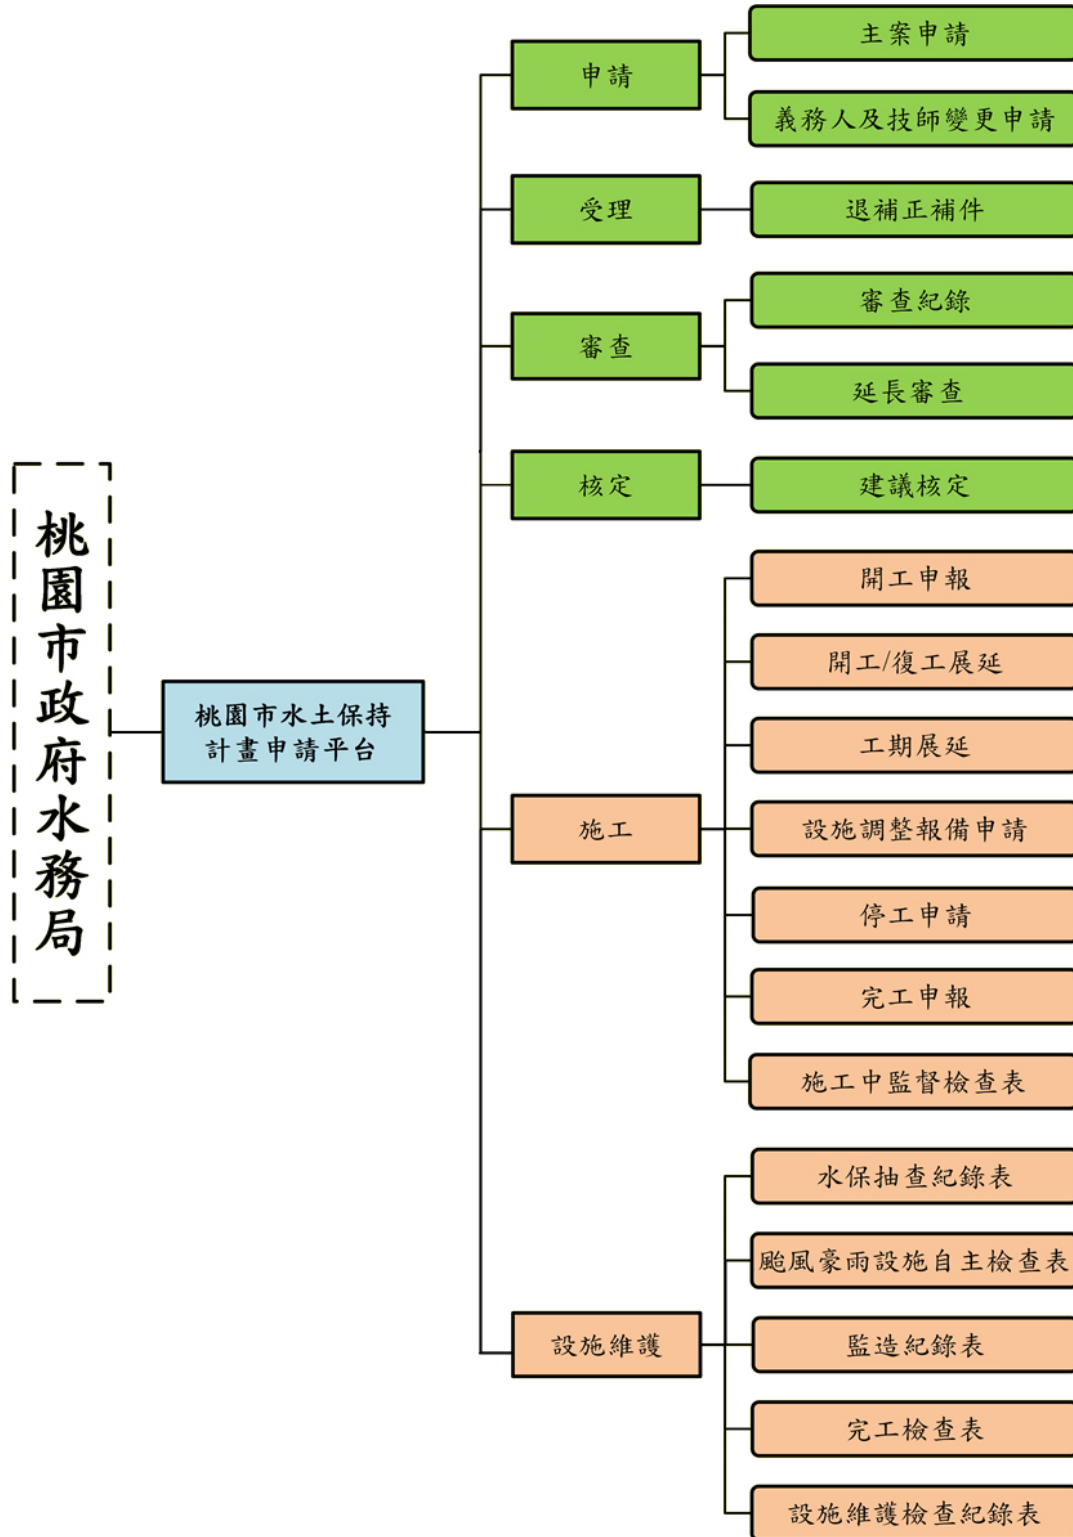 桃園市政府水務局
桃園市水土保持
計畫申請平台
申請
主案申請
義務人及技師變更申請
受理
退補正補件
審查
審查紀錄
延長審查
核定
建議核定
施工
開工申報
開工/復工展延
工期展延
設施調整報備申請
停工申請
完工申報
施工中監督檢查表
設施維護
水保抽查紀錄表
颱風豪雨設施自主檢查表
監造紀錄表
完工檢查表
設施維護檢查紀錄表